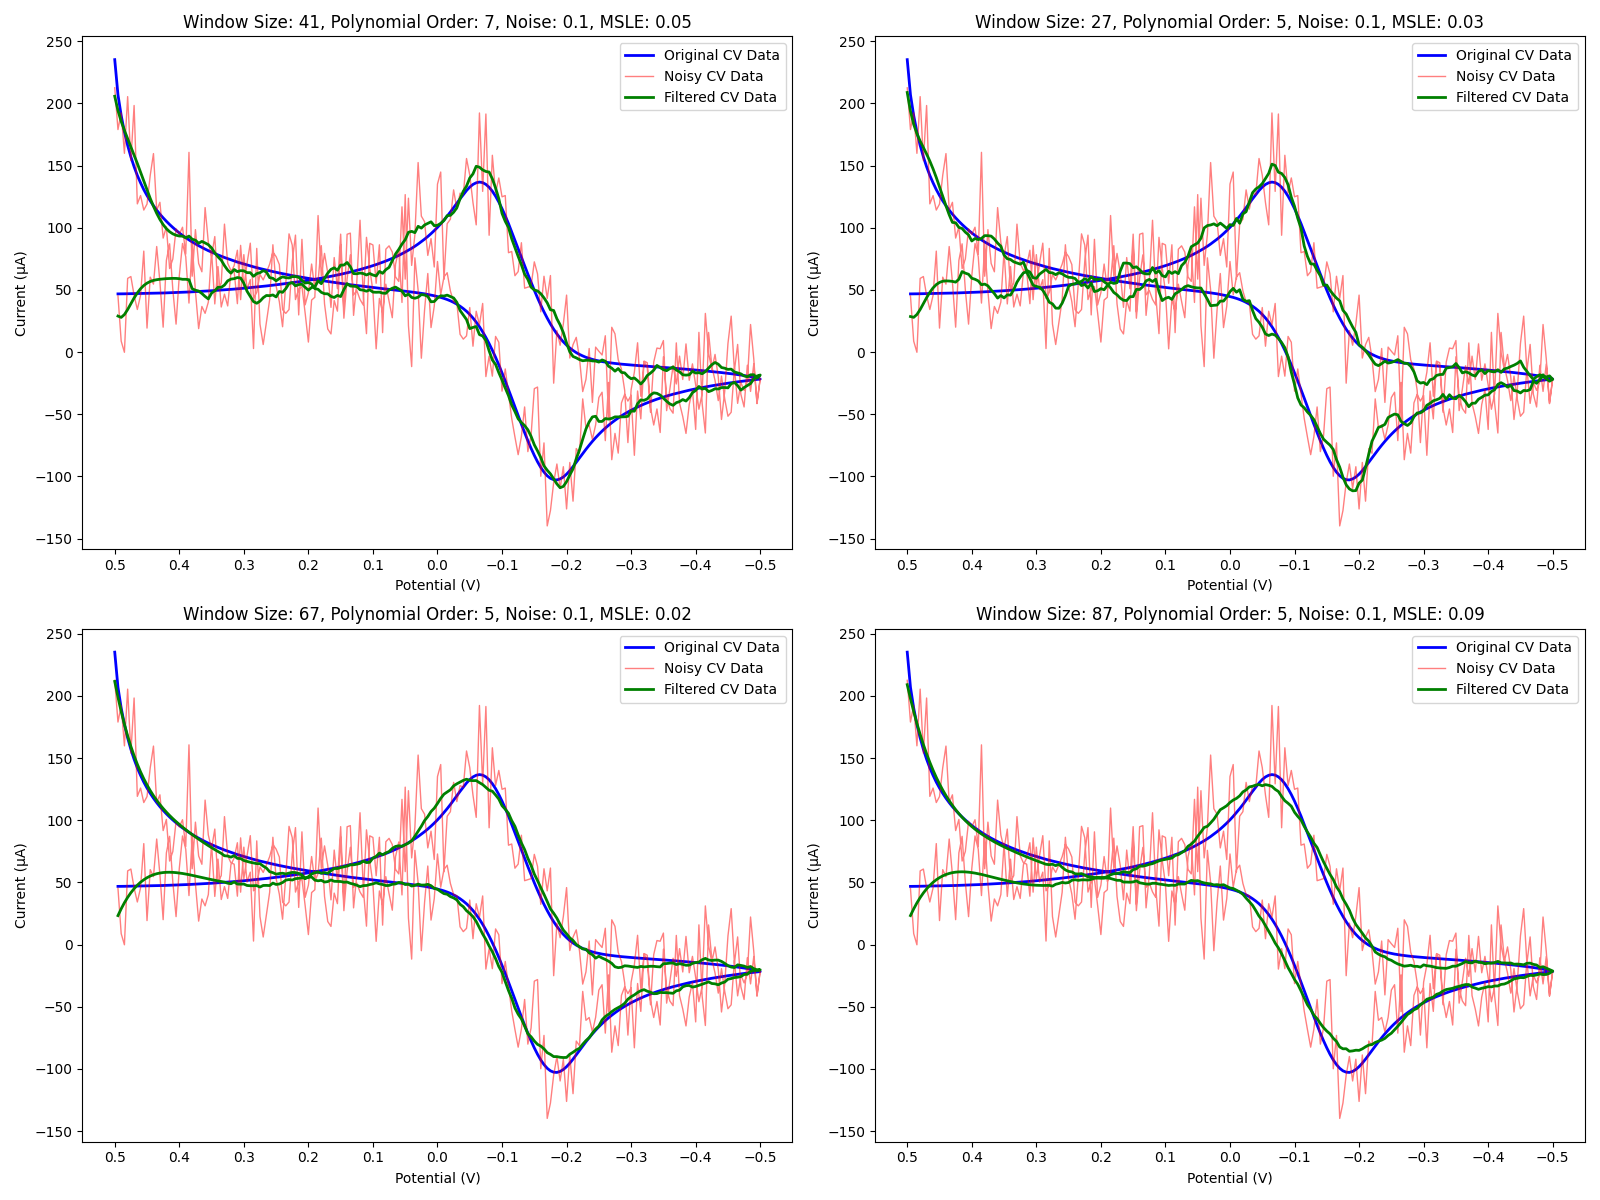 Window Size: 41, Polynomial Order: 7, Noise: 0.1, MSLE: 0.05
250
200
150
100
50
0
−50
−100
−150
Current (μA)
Original CV Data
Noisy CV Data
Filtered CV Data
0.5 0.4 0.3 0.2 0.1 0.0 −0.1 −0.2 −0.3 −0.4 −0.5
Potential (V)
Window Size: 27, Polynomial Order: 5, Noise: 0.1, MSLE: 0.03
250
200
150
100
50
0
−50
−100
−150
Current (μA)
Original CV Data
Noisy CV Data
Filtered CV Data
0.5 0.4 0.3 0.2 0.1 0.0 −0.1 −0.2 −0.3 −0.4 −0.5
Potential (V)
Window Size: 67, Polynomial Order: 5, Noise: 0.1, MSLE: 0.02
250
200
150
100
50
0
−50
−100
−150
Current (μA)
Original CV Data
Noisy CV Data
Filtered CV Data
0.5 0.4 0.3 0.2 0.1 0.0 −0.1 −0.2 −0.3 −0.4 −0.5
Potential (V)
Window Size: 87, Polynomial Order: 5, Noise: 0.1, MSLE: 0.09
250
200
150
100
50
0
−50
−100
−150
Current (μA)
Original CV Data
Noisy CV Data
Filtered CV Data
0.5 0.4 0.3 0.2 0.1 0.0 −0.1 −0.2 −0.3 −0.4 −0.5
Potential (V)